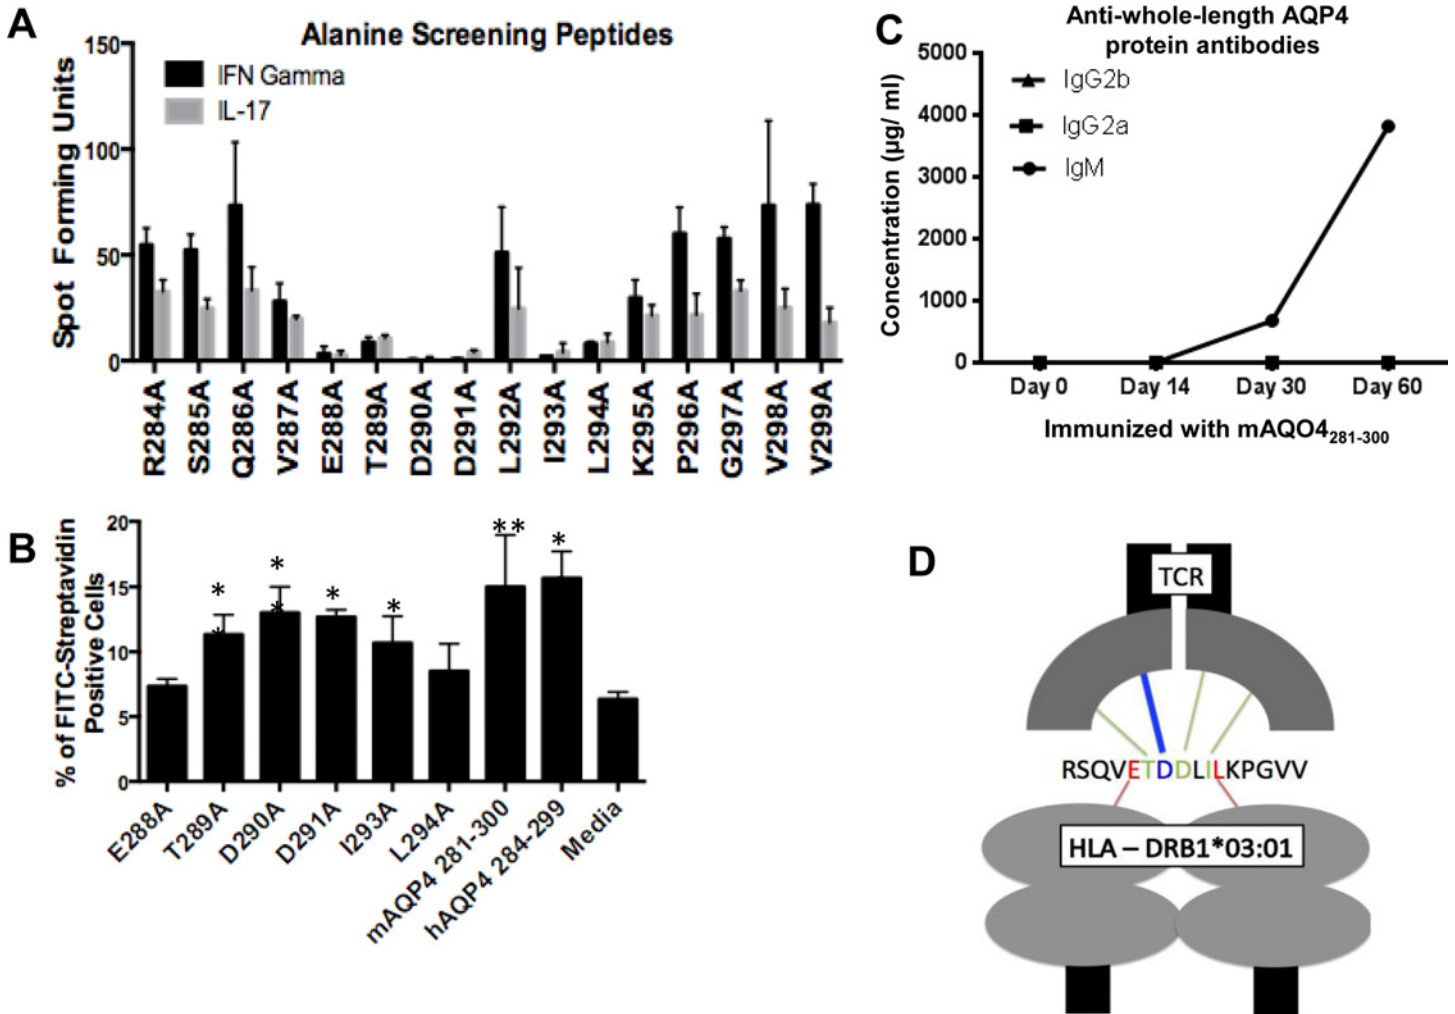 A
Alanine Screening Peptides
Spot Forming Units
150
100
50
0
IFN Gamma
IL-17
R284A
S285A
Q286A
V287A
E288A
T289A
D290A
D291A
L292A
I293A
L294A
K295A
P296A
G297A
V298A
V299A
B
% of FITC-Streptavidin
Positive Cells
20
15
10
5
0
*
*
*
*
*
*
**
*
E288A
T289A
D290A
D291A
I293A
L294A
mAQP4 281-300
hAQP4 284-299
Media
C
Anti-whole-length AQP4
protein antibodies
Concentration (µg/ ml)
5000
4000
3000
2000
1000
0
IgG2b
IgG2a
IgM
Day 0
Day 14
Day 30
Day 60
Immunized with mAQO4281-300
D
TCR
RSQVETDDLILKPGVV
HLA – DRB1*03:01